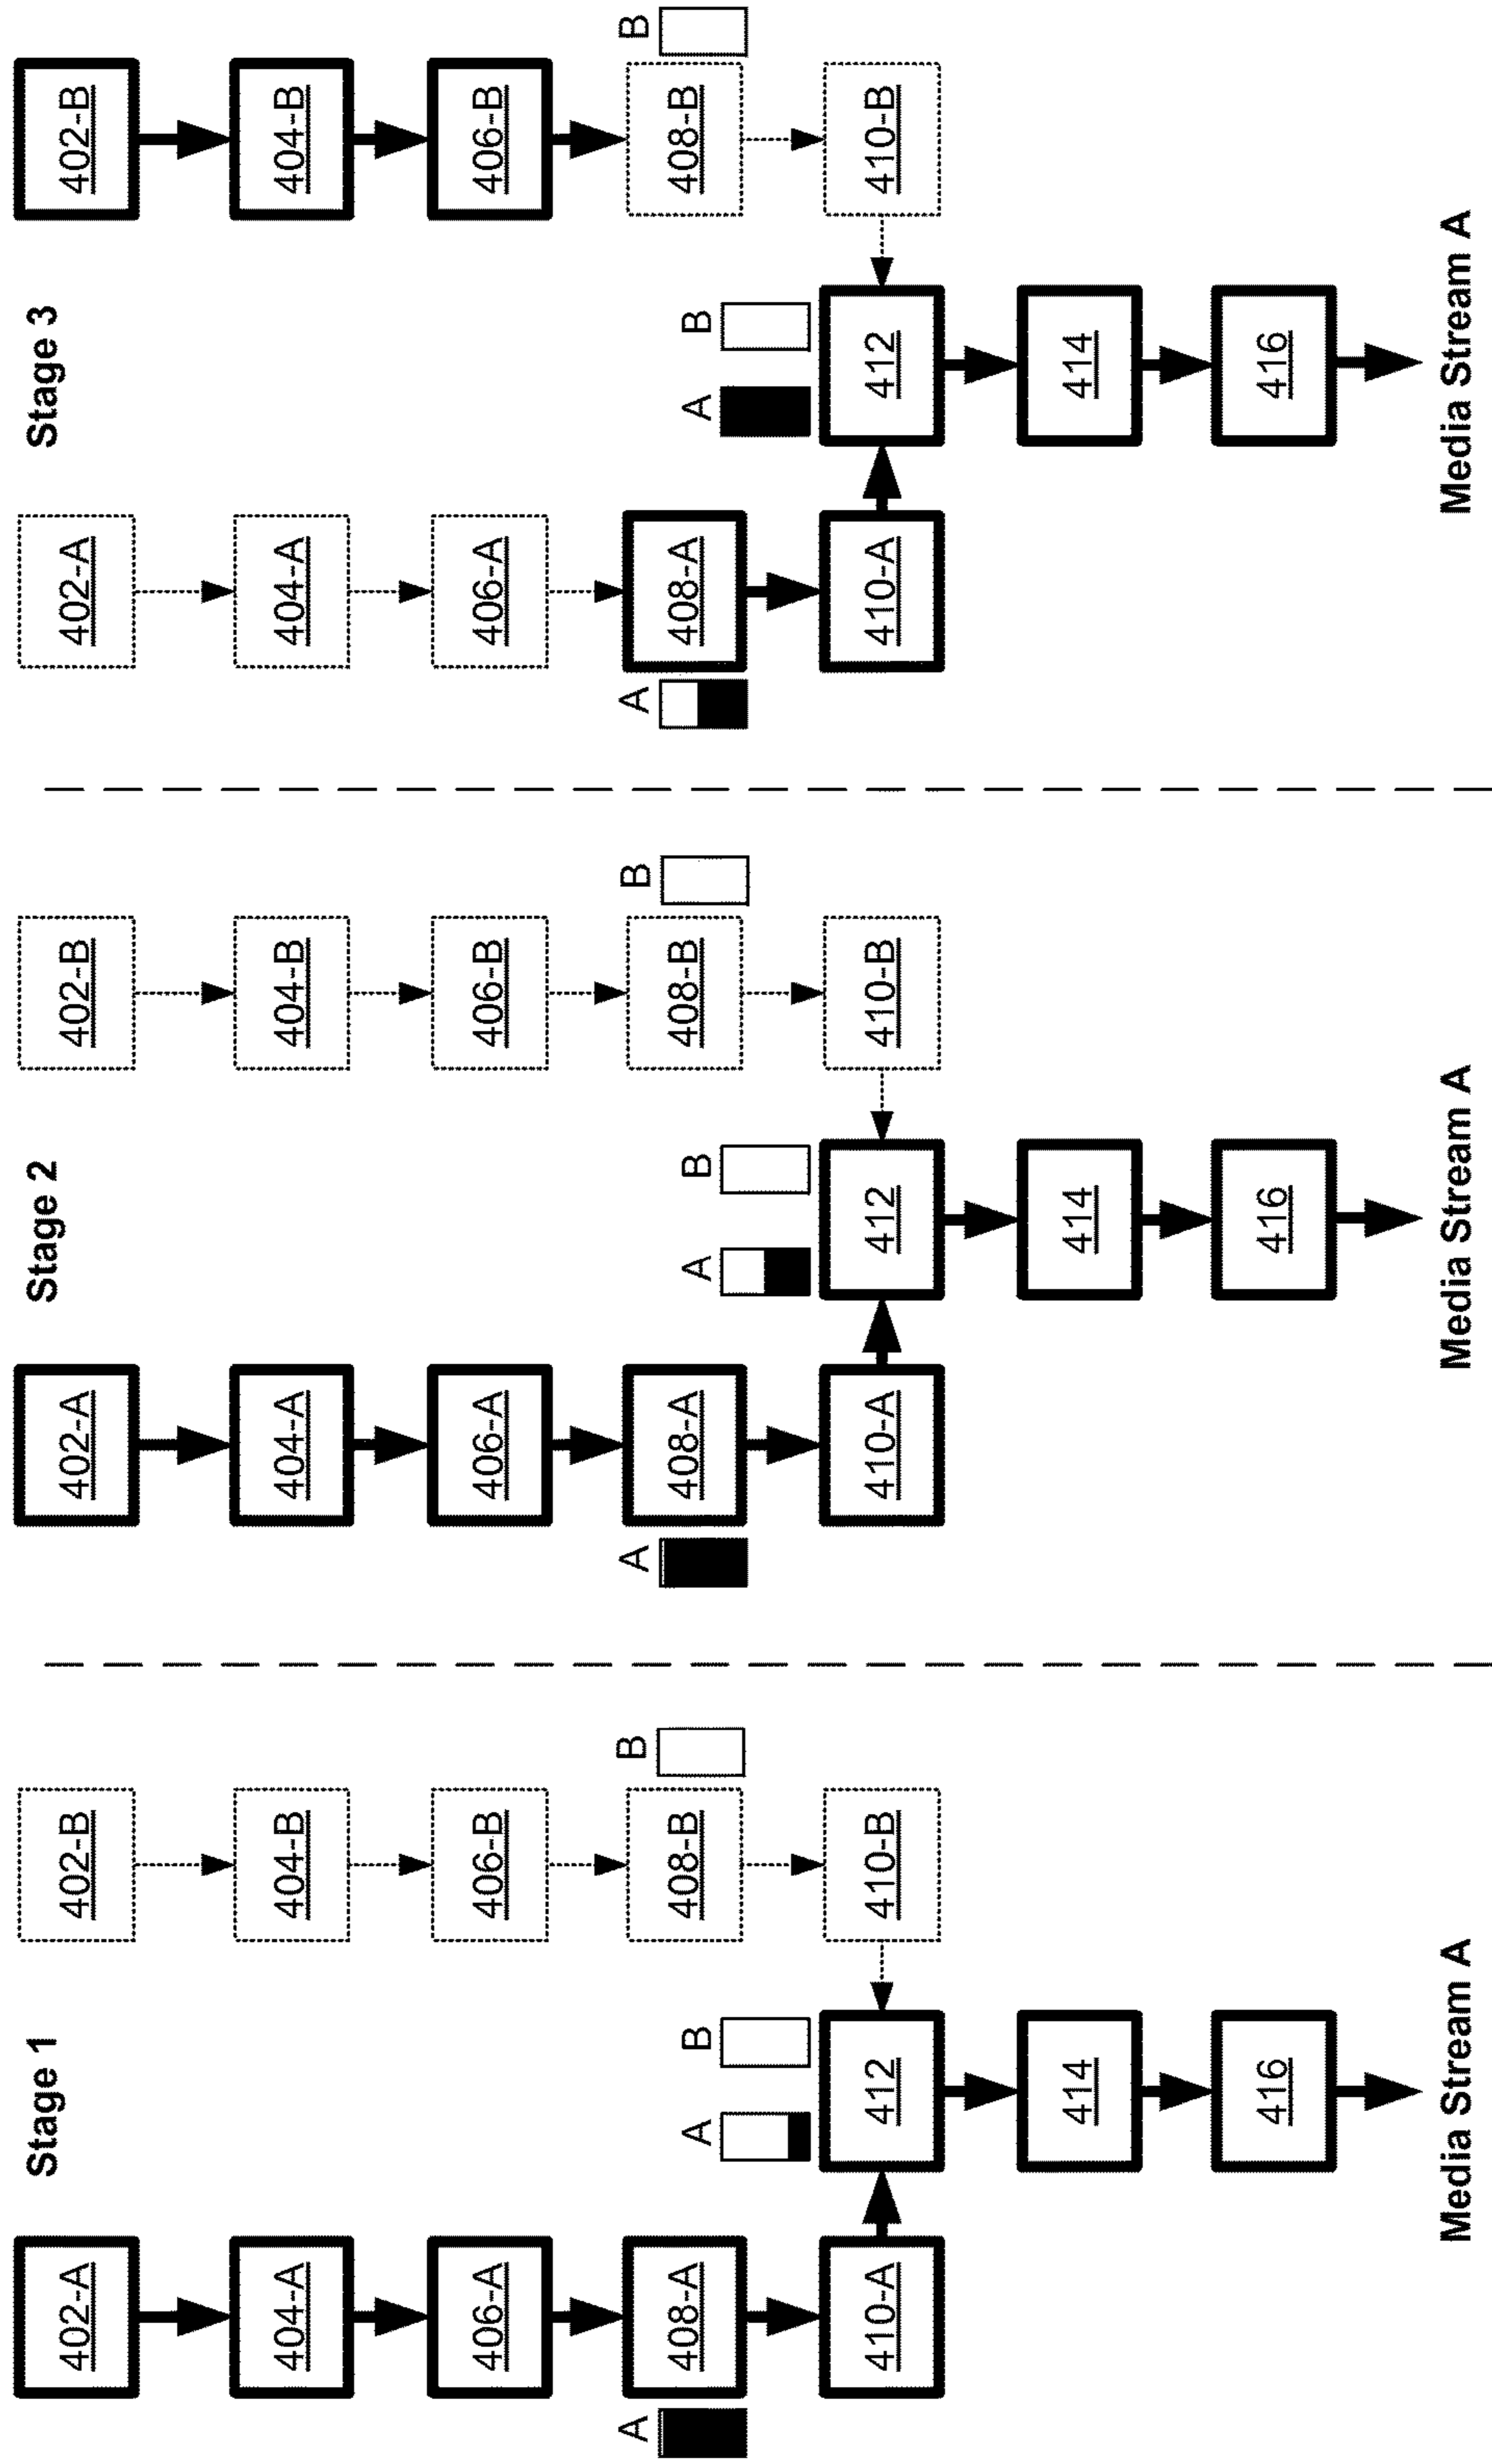 Stage 1
402-A
402-B
404-A
404-B
406-A
406-B
A
B
408-A
408-B
A
B
410-A
412
410-B
414
416
Media Stream A
Stage 2
402-A
402-B
404-A
404-B
406-A
406-B
A
B
408-A
408-B
A
B
410-A
412
410-B
414
416
Media Stream A
Stage 3
402-A
402-B
404-A
404-B
406-A
406-B
A
B
408-A
408-B
A
B
410-A
412
410-B
414
416
Media Stream A